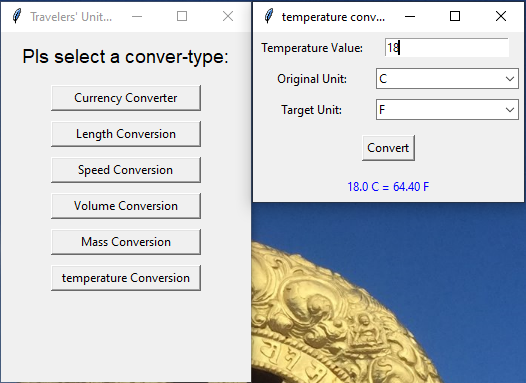 Travelers' Unit...
Pls select a conver-type:
Currency Converter
Length Conversion
Speed Conversion
Volume Conversion
Mass Conversion
temperature Conversion
temperature conv...
Temperature Value: 18
Original Unit: C
Target Unit: F
Convert
18.0 C = 64.40 F